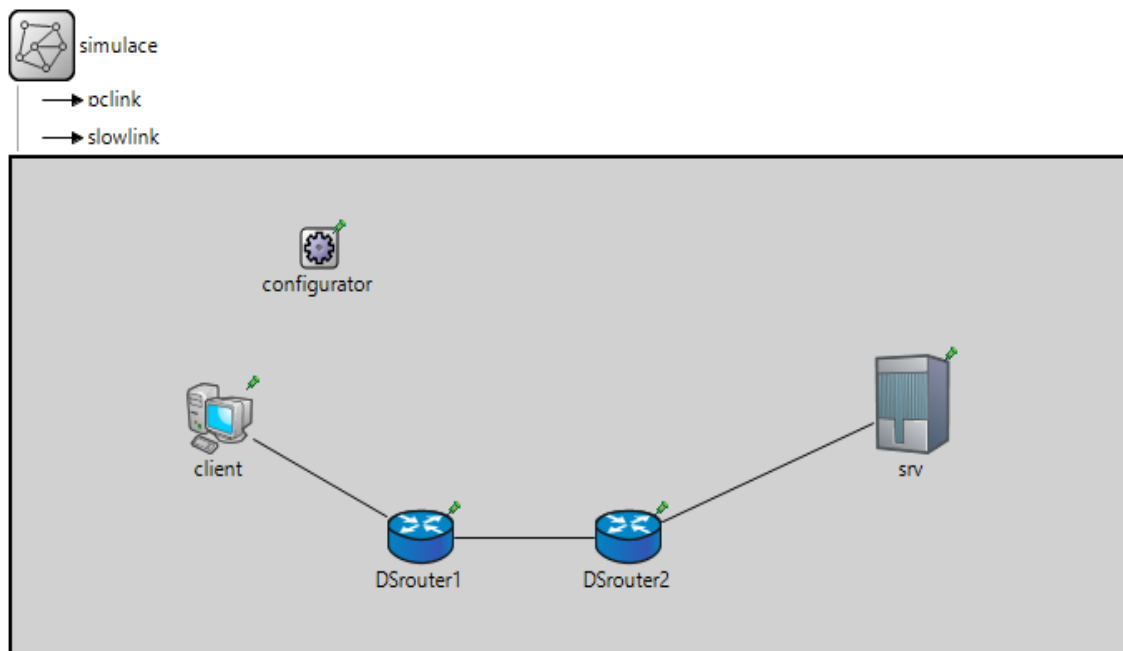 simulace
pclink
slowlink
configurator
client
srv
DSrouter1
DSrouter2